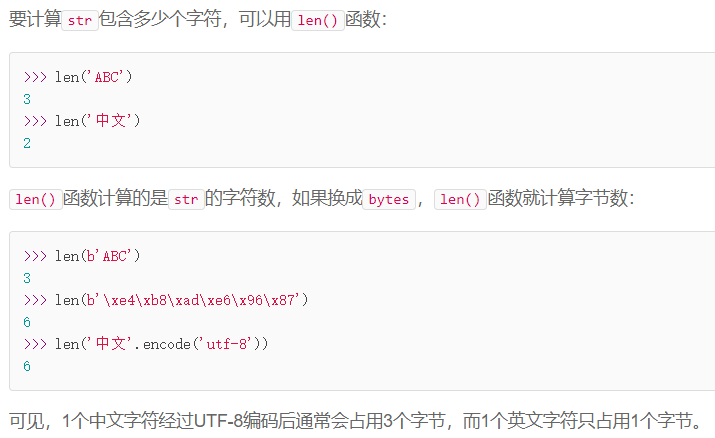 要计算str包含多少个字符，可以用len()函数：
>>> len('ABC')
3
>>> len('中文')
2
len()函数计算的是str的字符数，如果换成bytes，len()函数就计算字节数：
>>> len(b'ABC')
3
>>> len(b'\xe4\xb8\xad\xe6\x96\x87')
6
>>> len('中文'.encode('utf-8'))
6
可见，1个中文字符经过UTF-8编码后通常会占用3个字节，而1个英文字符只占用1个字节。